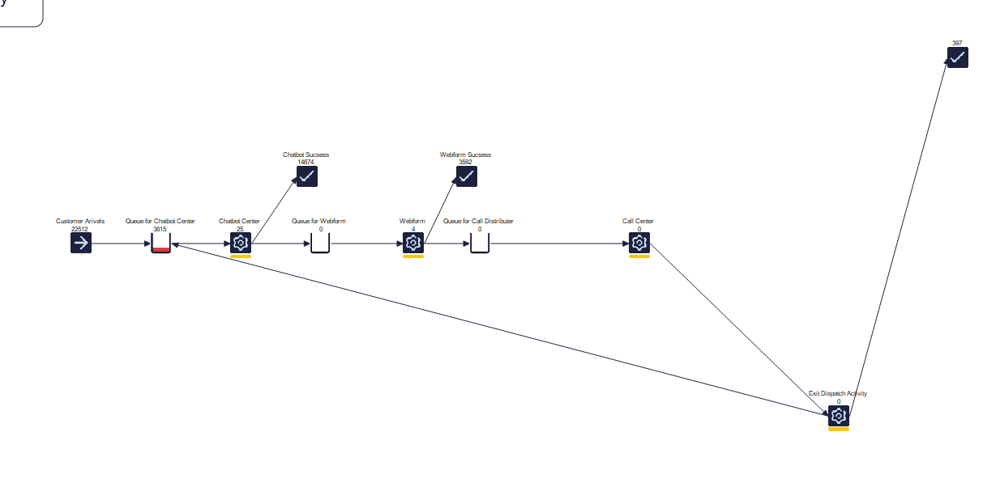 y
397
Chatbot Sucsess
14674
Webform Sucsess
3592
Customer Arivals
22512
Queue for Chatbot Center
3815
Chatbot Center
25
Queue for Webform
0
Webform
4
Queue for Call Distributer
0
Call Center
0
Exit Dispatch Activity
0